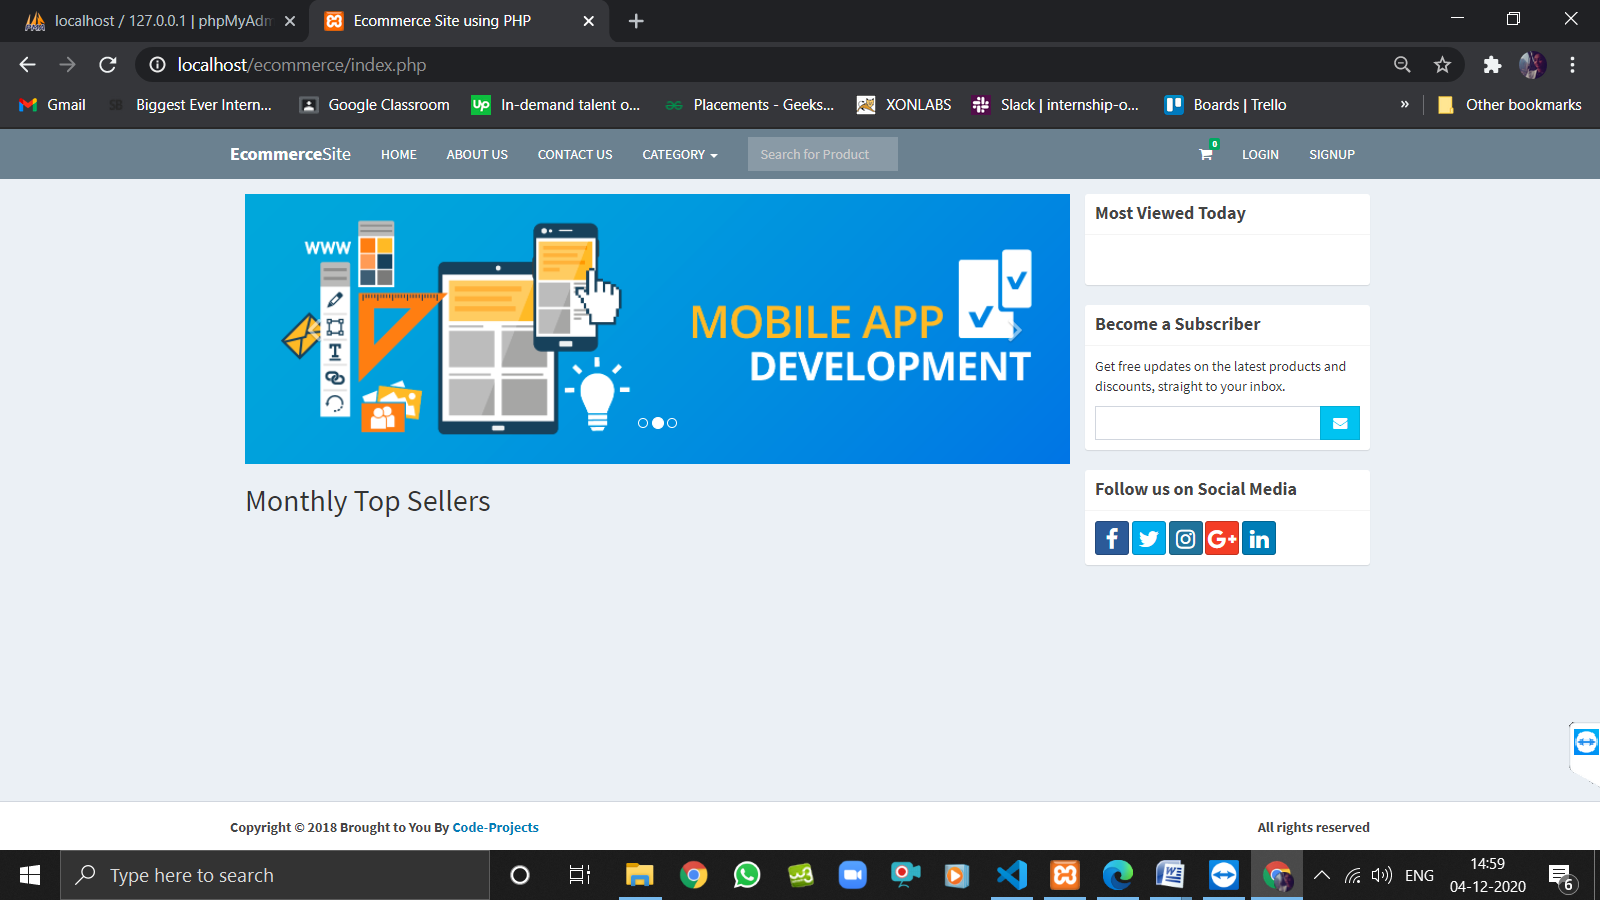 localhost / 127.0.0.1 | phpMyAdm
Ecommerce Site using PHP
localhost/ecommerce/index.php
Gmail
SB Biggest Ever Intern...
Google Classroom
Up In-demand talent o...
Placements - Geeks...
XONLABS
Slack | internship-o...
Boards | Trello
»
Other bookmarks
EcommerceSite
HOME
ABOUT US
CONTACT US
CATEGORY
Search for Product
0
LOGIN
SIGNUP
WWW
T
MOBILE APP
DEVELOPMENT
Most Viewed Today
Become a Subscriber
Get free updates on the latest products and
discounts, straight to your inbox.
Monthly Top Sellers
Follow us on Social Media
f
G+
in
Copyright © 2018 Brought to You By Code-Projects
All rights reserved
Type here to search
ENG
14:59
04-12-2020
6